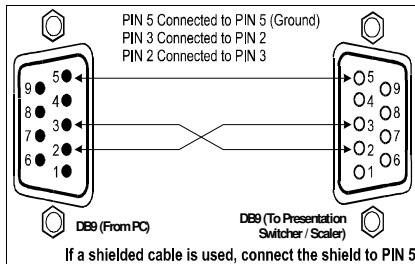 PIN 5 Connected to PIN 5 (Ground)
PIN 3 Connected to PIN 2
PIN 2 Connected to PIN 3
5
9
4
8
3
7
2
6
1
5
9
4
8
3
7
2
6
1
DB9 (From PC)
DB9 (To Presentation
Switcher / Scaler)
If a shielded cable is used, connect the shield to PIN 5